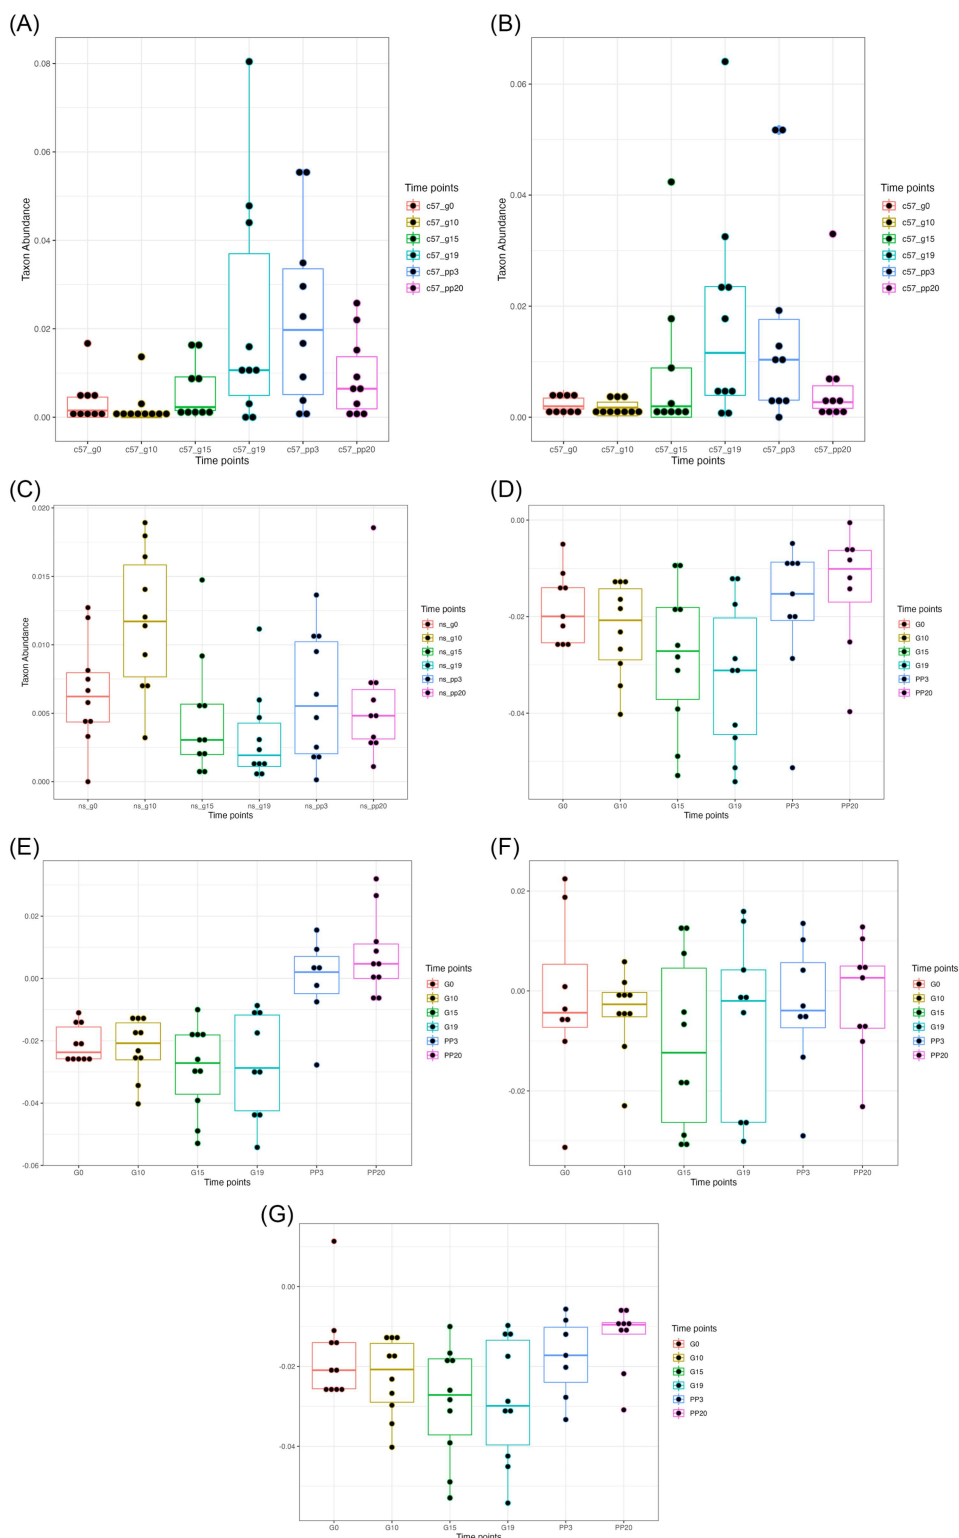 (A)
0.08
0.06
0.04
0.02
0.00
Taxon Abundance
c57_g0 c57_g10 c57_g15 c57_g19 c57_pp3 c57_pp20
Time points
Time points
c57_g0
c57_g10
c57_g15
c57_g19
c57_pp3
c57_pp20
(B)
0.06
0.04
0.02
0.00
Taxon Abundance
c57_g0 c57_g10 c57_g15 c57_g19 c57_pp3 c57_pp20
Time points
Time points
c57_g0
c57_g10
c57_g15
c57_g19
c57_pp3
c57_pp20
(C)
0.020
0.015
0.010
0.005
0.000
Taxon Abundance
ns_g0 ns_g10 ns_g15 ns_g19 ns_pp3 ns_pp20
Time points
Time points
ns_g0
ns_g10
ns_g15
ns_g19
ns_pp3
ns_pp20
(D)
0.00
-0.02
-0.04
G0 G10 G15 G19 PP3 PP20
Time points
Time points
G0
G10
G15
G19
PP3
PP20
(E)
0.02
0.00
-0.02
-0.04
-0.06
G0 G10 G15 G19 PP3 PP20
Time points
Time points
G0
G10
G15
G19
PP3
PP20
(F)
0.02
-0.00
-0.02
G0 G10 G15 G19 PP3 PP20
Time points
Time points
G0
G10
G15
G19
PP3
PP20
(G)
0.00
-0.02
-0.04
G0 G10 G15 G19 PP3 PP20
Time points
Time points
G0
G10
G15
G19
PP3
PP20